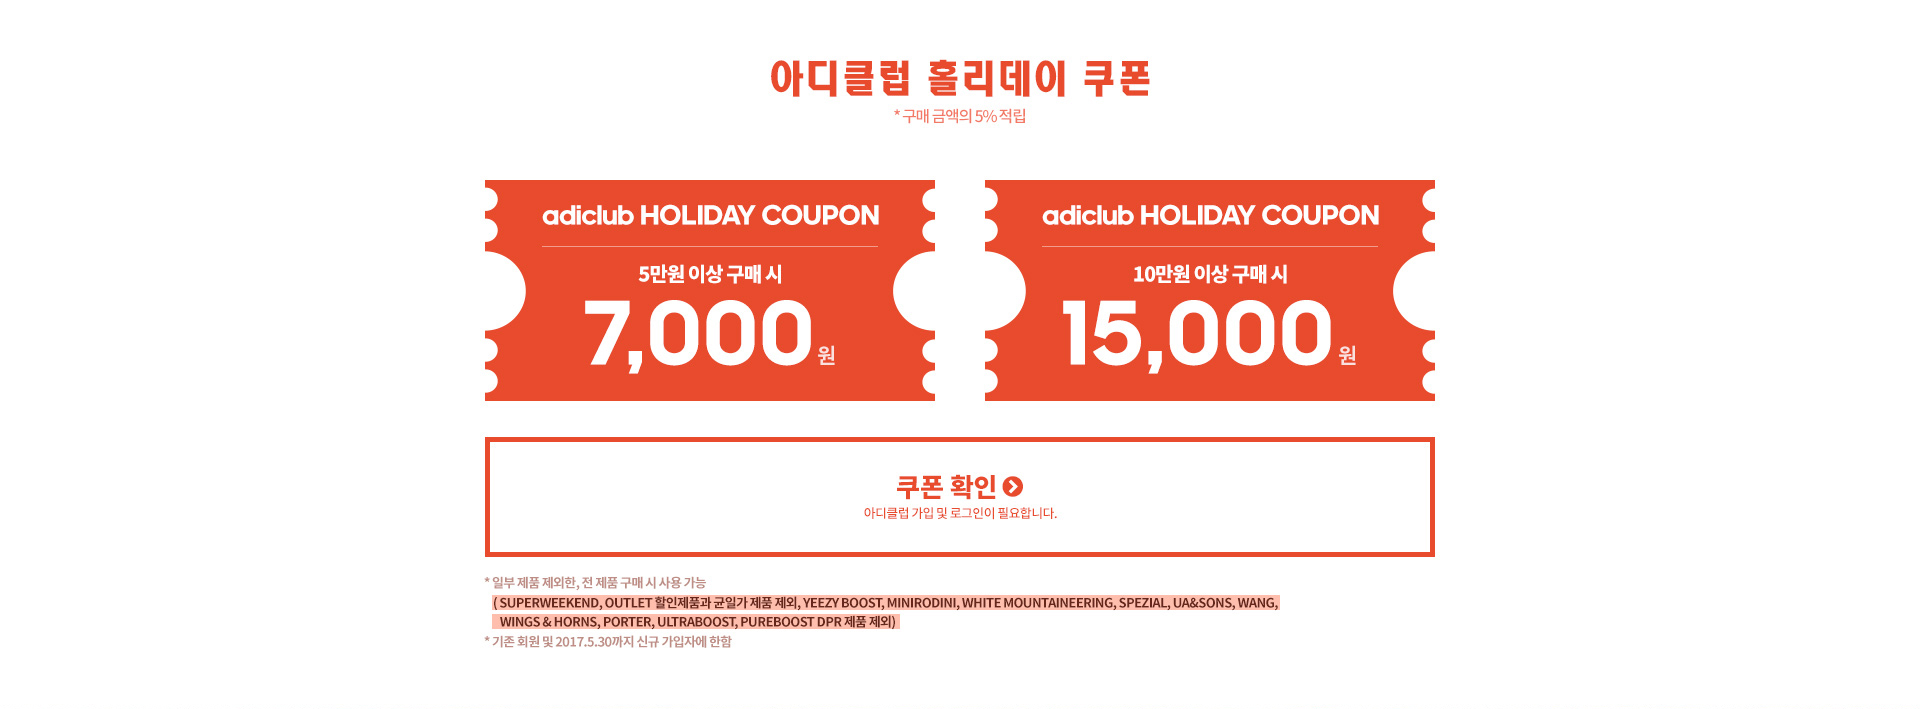 아디클럽 홀리데이 쿠폰
* 구매 금액의 5% 적립
adiclub HOLIDAY COUPON
5만원 이상 구매 시
7,000원
adiclub HOLIDAY COUPON
10만원 이상 구매 시
15,000원
쿠폰 확인
아디클럽 가입 및 로그인이 필요합니다.
* 일부 제품 제외한, 전 제품 구매 시 사용 가능
( SUPERWEEKEND, OUTLET 할인제품과 균일가 제품 제외, YEEZY BOOST, MINIRODINI, WHITE MOUNTAINEERING, SPEZIAL, UA&SONS, WANG,
WINGS & HORNS, PORTER, ULTRABOOST, PUREBOOST DPR 제품 제외)
* 기존 회원 및 2017.5.30까지 신규 가입자에 한함